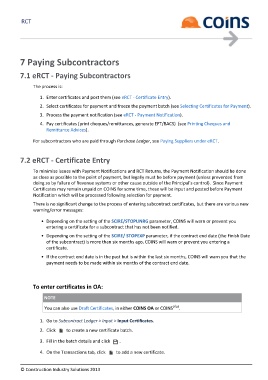 RCT
COINS
7 Paying Subcontractors
7.1 eRCT - Paying Subcontractors
The process is:
1. Enter certificates and post them (see eRCT - Certificate Entry).
2. Select certificates for payment and freeze the payment batch (see Selecting Certificates for Payment).
3. Process the payment notification (see eRCT - Payment Notification).
4. Pay certificates (print cheques/remittances, generate EFT/BACS) (see Printing Cheques and
Remittance Advices).
For subcontractors who are paid through Purchase Ledger, see Paying Suppliers under eRCT.
7.2 eRCT - Certificate Entry
To minimise issues with Payment Notifications and RCT Returns, the Payment Notification should be done
as close as possible to the point of payment, but legally must be before payment (unless prevented from
doing so by failure of Revenue systems or other cause outside of the Principal's control). Since Payment
Certificates may remain unpaid on COINS for some time, these will be input and posted before Payment
Notification which will be processed following selection for payment.
There is no significant change to the process of entering subcontract certificates, but there are various new
warning/error messages:
• Depending on the setting of the SCRE/STOPUNRG parameter, COINS will warn or prevent you
entering a certificate for a subcontract that has not been notified.
• Depending on the setting of the SCRE/ STOPEXP parameter, if the contract end date (the Finish Date
of the subcontract) is more than six months ago, COINS will warn or prevent you entering a
certificate.
• If the contract end date is in the past but is within the last six months, COINS will warn you that the
payment needs to be made within six months of the contract end date.
To enter certificates in OA:
NOTE
You can also use Draft Certificates, in either COINS OA or COINS
1. Go to Subcontract Ledger > Input > Input Certificates.
2. Click to create a new certificate batch.
3. Fill in the batch details and click .
4. On the Transactions tab, click to add a new certificate.
© Construction Industry Solutions 2013